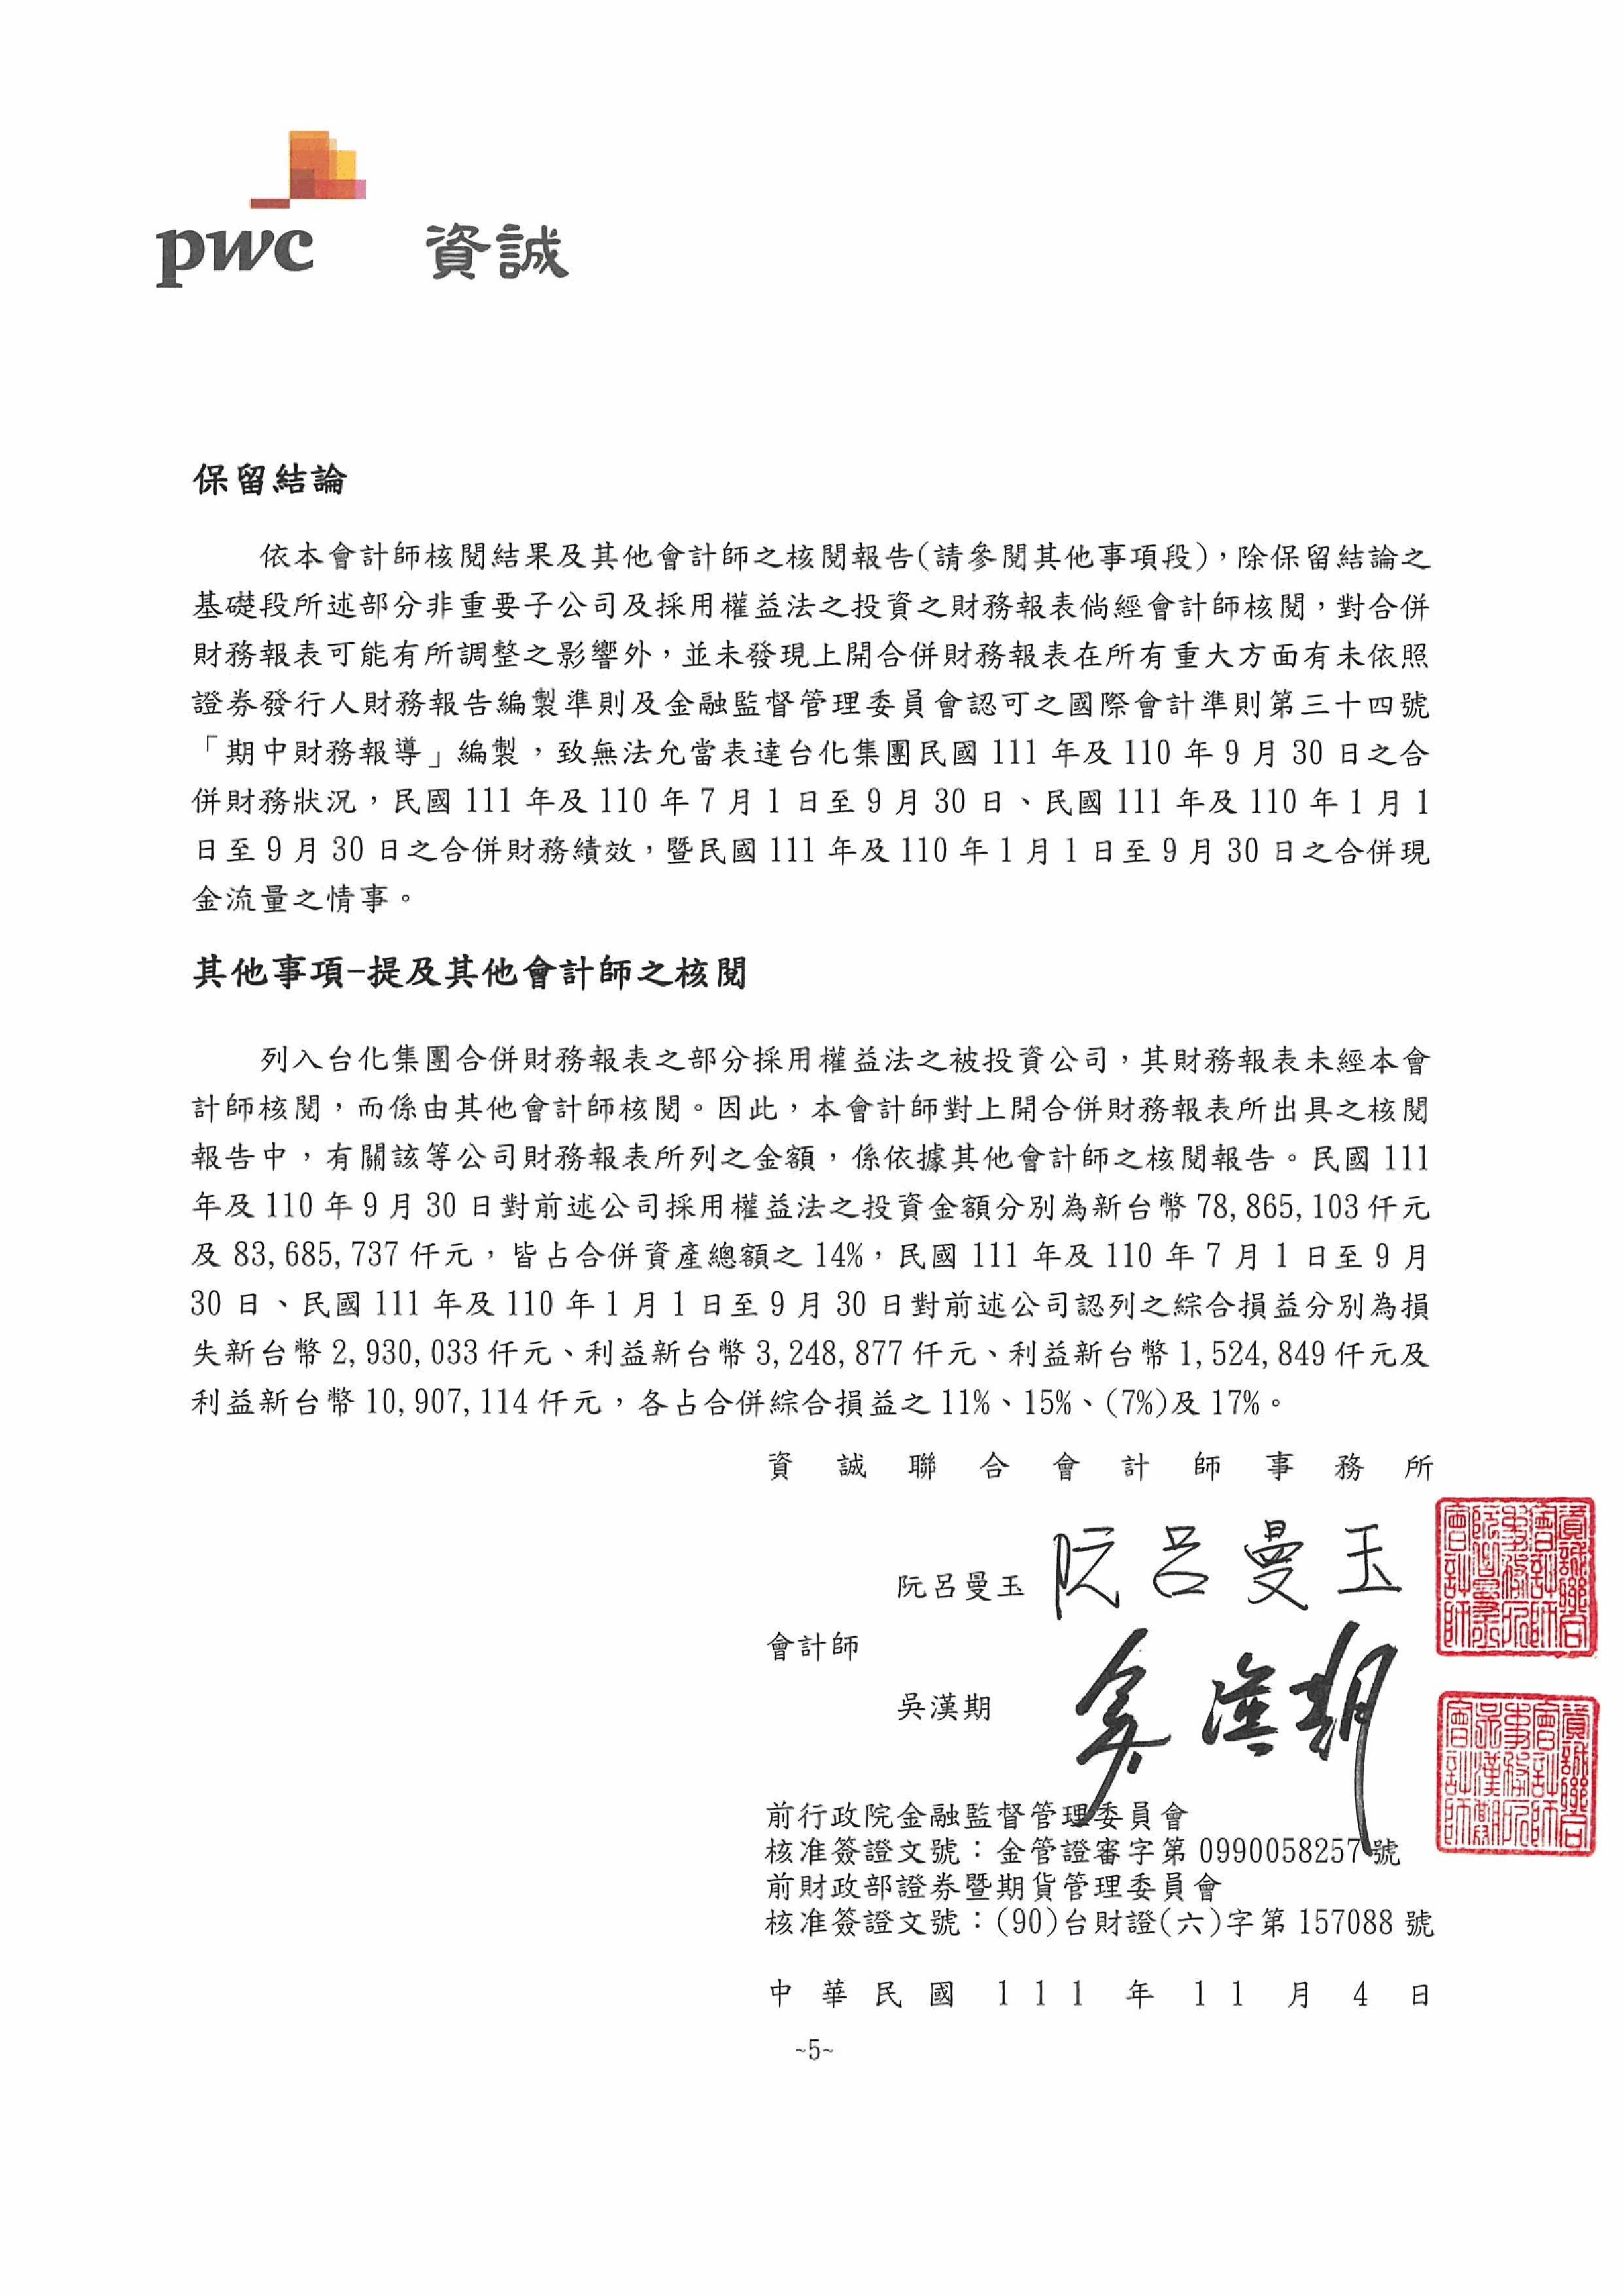 pwc 資誠
保留結論
依本會計師核閱結果及其他會計師之核閱報告(請參閱其他事項段)，除保留結論之
基礎段所述部分非重要子公司及採用權益法之投資之財務報表倘經會計師核閱，對合併
財務報表可能有所調整之影響外，並未發現上開合併財務報表在所有重大方面有未依照
證券發行人財務報告編製準則及金融監督管理委員會認可之國際會計準則第三十四號
「期中財務報導」編製，致無法允當表達台化集團民國 111 年及 110 年 9 月 30 日之合
併財務狀況，民國 111 年及 110 年 7 月 1 日至 9 月 30 日、民國 111 年及 110 年 1 月 1
日至 9 月 30 日之合併財務績效，暨民國 111 年及 110 年 1 月 1 日至 9 月 30 日之合併現
金流量之情事。
其他事項-提及其他會計師之核閱
列入台化集團合併財務報表之部分採用權益法之被投資公司，其財務報表未經本會
計師核閱，而係由其他會計師核閱。因此，本會計師對上開合併財務報表所出具之核閱
報告中，有關該等公司財務報表所列之金額，係依據其他會計師之核閱報告。民國 111
年及 110 年 9 月 30 日對前述公司採用權益法之投資金額分別為新台幣 78,865,103 仟元
及 83,685,737 仟元，皆占合併資產總額之 14%，民國 111 年及 110 年 7 月 1 日至 9 月
30 日、民國 111 年及 110 年 1 月 1 日至 9 月 30 日對前述公司認列之綜合損益分別為損
失新台幣 2,930,033 仟元、利益新台幣 3,248,877 仟元、利益新台幣 1,524,849 仟元及
利益新台幣 10,907,114 仟元，各占合併綜合損益之 11%、15%、(7%)及 17%。
資誠聯合會計師事務所
阮呂曼玉 阮呂曼玉
會計師
吳漢期 吳漢期
前行政院金融監督管理委員會
核准簽證文號：金管證審字第 0990058257 號
前財政部證券暨期貨管理委員會
核准簽證文號：(90)台財證(六)字第 157088 號
中華民國 111 年 11 月 4 日
~5~
資誠聯合會計師事務所阮呂曼玉會計師
資誠聯合會計師事務所吳漢期會計師